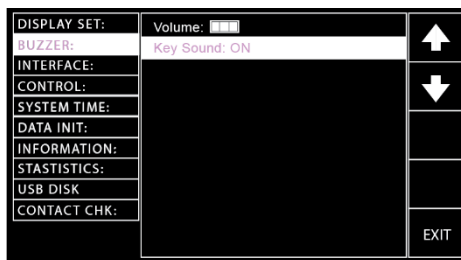 DISPLAY SET:
BUZZER:
INTERFACE:
CONTROL:
SYSTEM TIME:
DATA INIT:
INFORMATION:
STASTISTICS:
USB DISK
CONTACT CHK:
Volume:
Key Sound: ON
EXIT